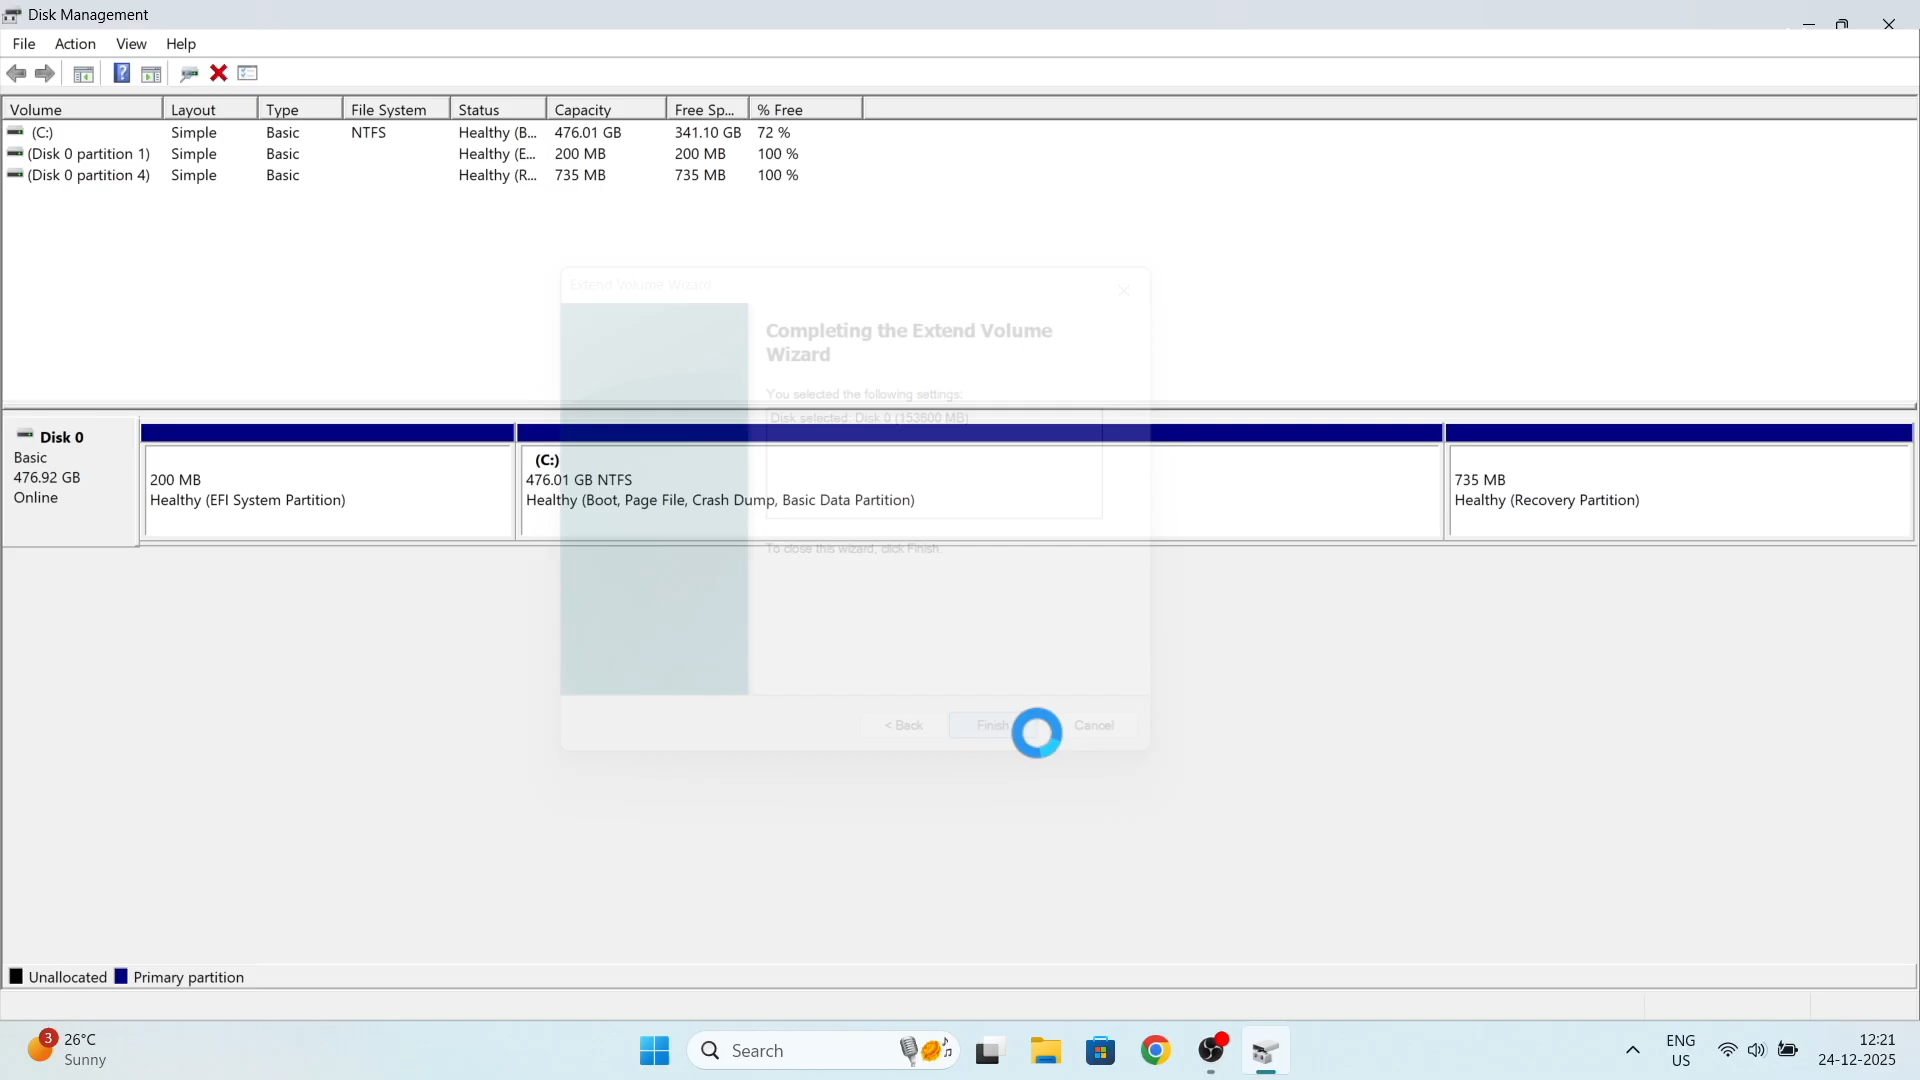 Disk Management
File Action View Help
Volume Layout Type File System Status Capacity Free Sp... % Free
(C:) Simple Basic NTFS Healthy (B... 476.01 GB 341.10 GB 72 %
(Disk 0 partition 1) Simple Basic Healthy (E... 200 MB 200 MB 100 %
(Disk 0 partition 4) Simple Basic Healthy (R... 735 MB 735 MB 100 %
Extend Volume Wizard
Completing the Extend Volume
Wizard
You selected the following settings:
Disk selected: Disk 0 (153600 MB)
To close this wizard, click Finish.
< Back Finish Cancel
Disk 0
Basic
476.92 GB
Online
200 MB
Healthy (EFI System Partition)
(C:)
476.01 GB NTFS
Healthy (Boot, Page File, Crash Dump, Basic Data Partition)
735 MB
Healthy (Recovery Partition)
Unallocated Primary partition
3
26°C
Sunny
Search
ENG
US
12:21
24-12-2025